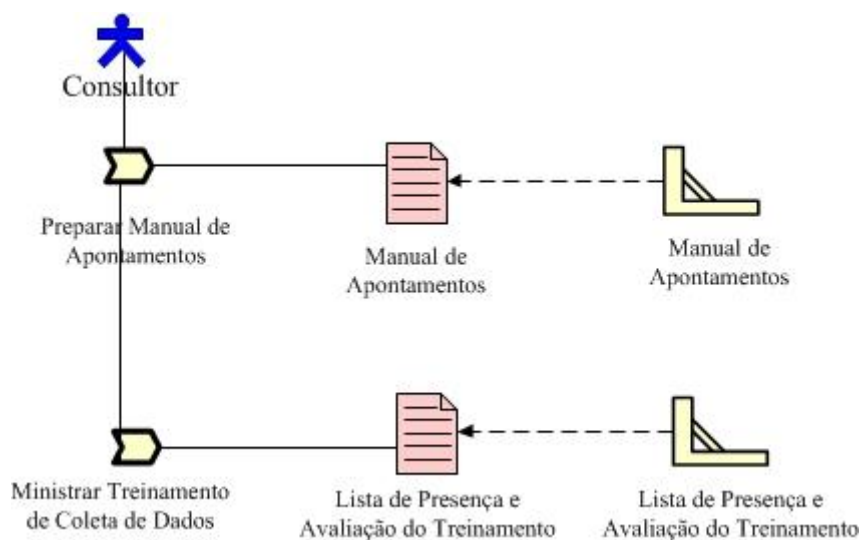 Consultor
Preparar Manual de
Apontamentos
Manual de
Apontamentos
Manual de
Apontamentos
Ministrar Treinamento
de Coleta de Dados
Lista de Presença e
Avaliação do Treinamento
Lista de Presença e
Avaliação do Treinamento